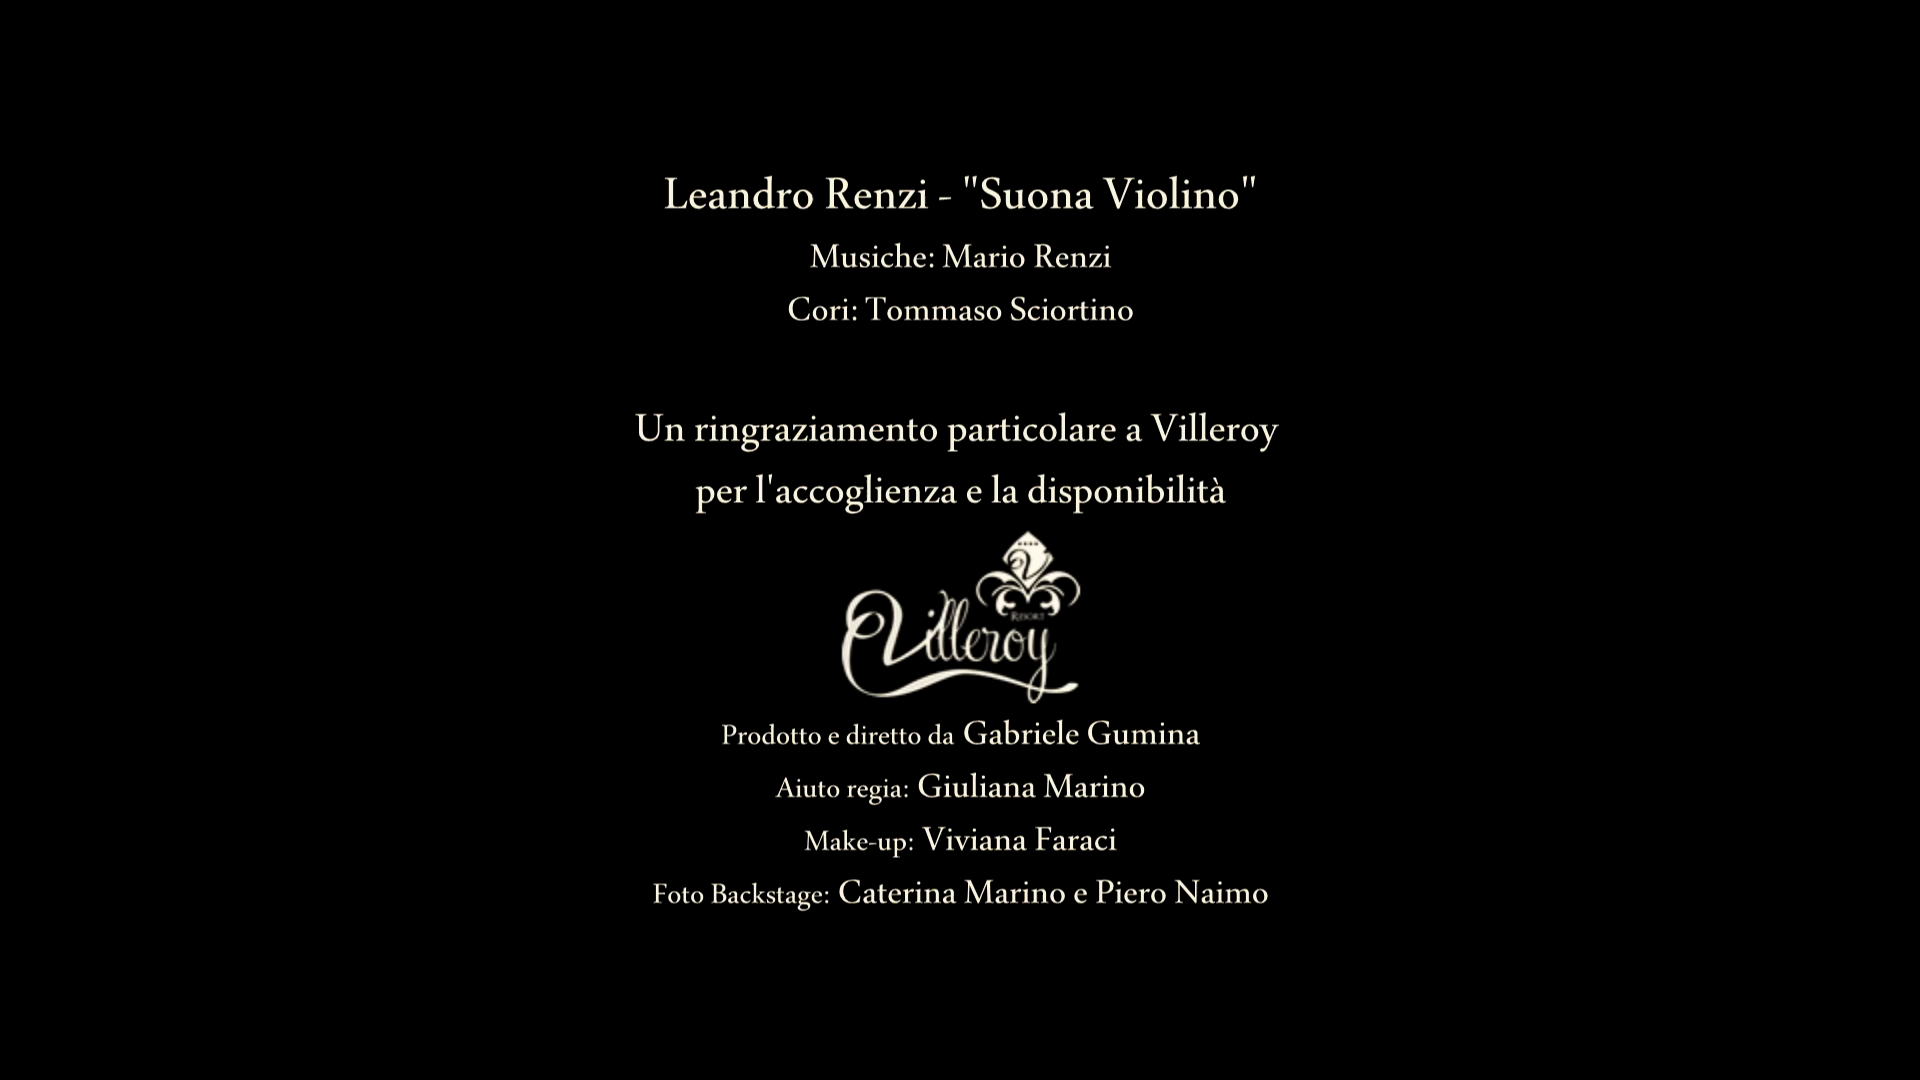 Leandro Renzi - "Suona Violino"
Musiche: Mario Renzi
Cori: Tommaso Sciortino
Un ringraziamento particolare a Villeroy
per l'accoglienza e la disponibilità
Resort
Villeroy
Prodotto e diretto da Gabriele Gumina
Aiuto regia: Giuliana Marino
Make-up: Viviana Faraci
Foto Backstage: Caterina Marino e Piero Naimo